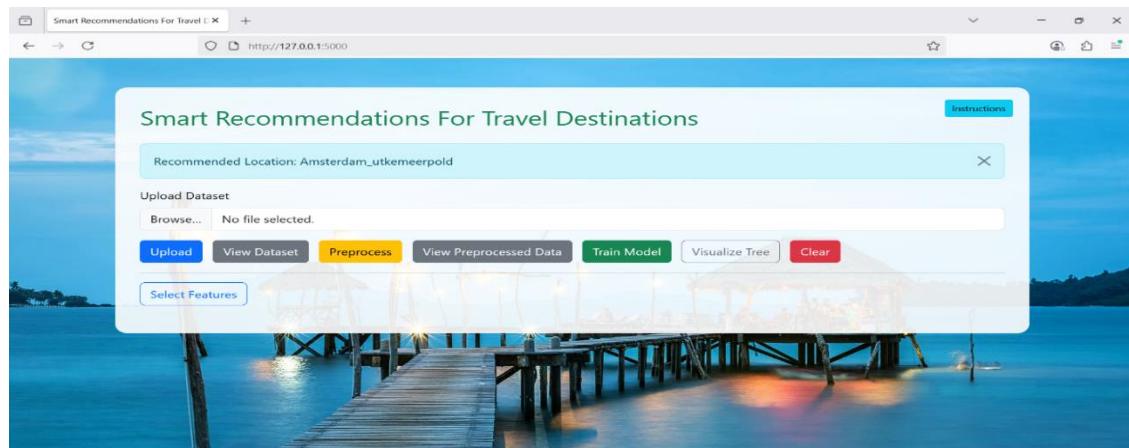 Smart Recommendations For Travel D
http://127.0.0.1:5000
Instructions
Smart Recommendations For Travel Destinations
Recommended Location: Amsterdam_utkemeerpold
Upload Dataset
Browse... No file selected.
Upload View Dataset Preprocess View Preprocessed Data Train Model Visualize Tree Clear
Select Features